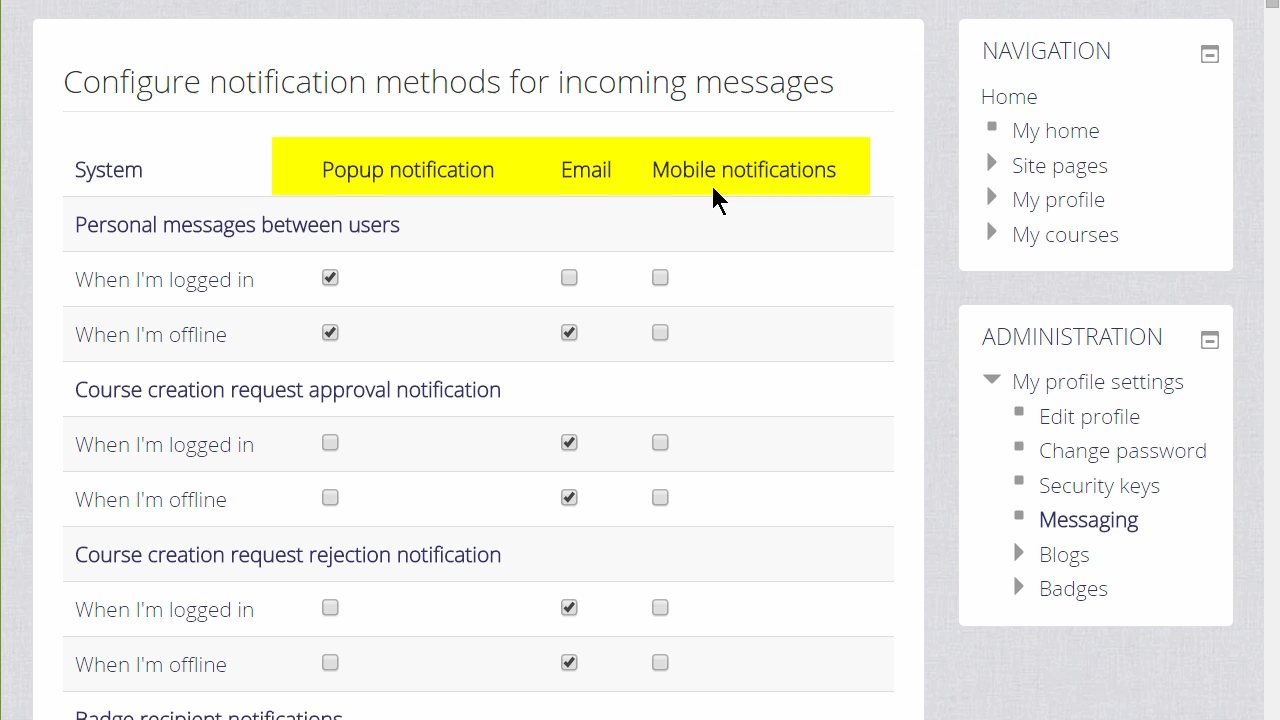 Configure notification methods for incoming messages
System Popup notification Email Mobile notifications
Personal messages between users
When I'm logged in
When I'm offline
Course creation request approval notification
When I'm logged in
When I'm offline
Course creation request rejection notification
When I'm logged in
When I'm offline
Badge recipient notifications
NAVIGATION
Home
My home
Site pages
My profile
My courses
ADMINISTRATION
My profile settings
Edit profile
Change password
Security keys
Messaging
Blogs
Badges